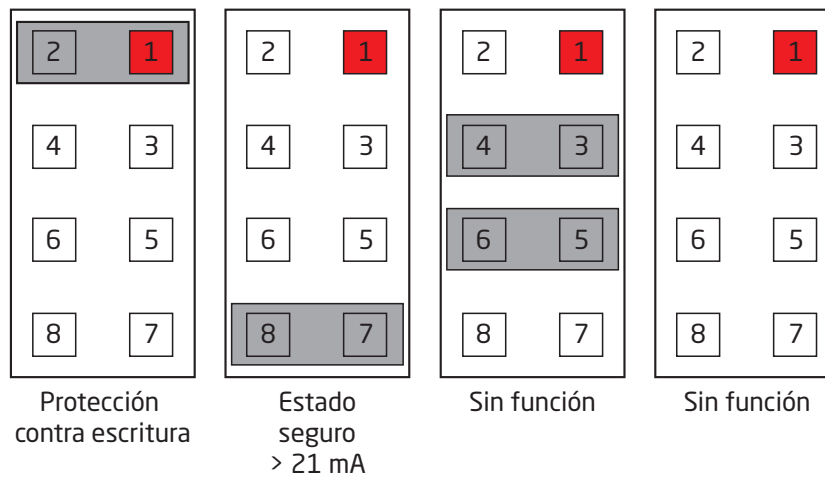 2 1 2 1 2 1 2 1
4 3 4 3 4 3 4 3
6 5 6 5 6 5 6 5
8 7 8 7 8 7 8 7
Protección
contra escritura
Estado
seguro
> 21 mA
Sin función
Sin función